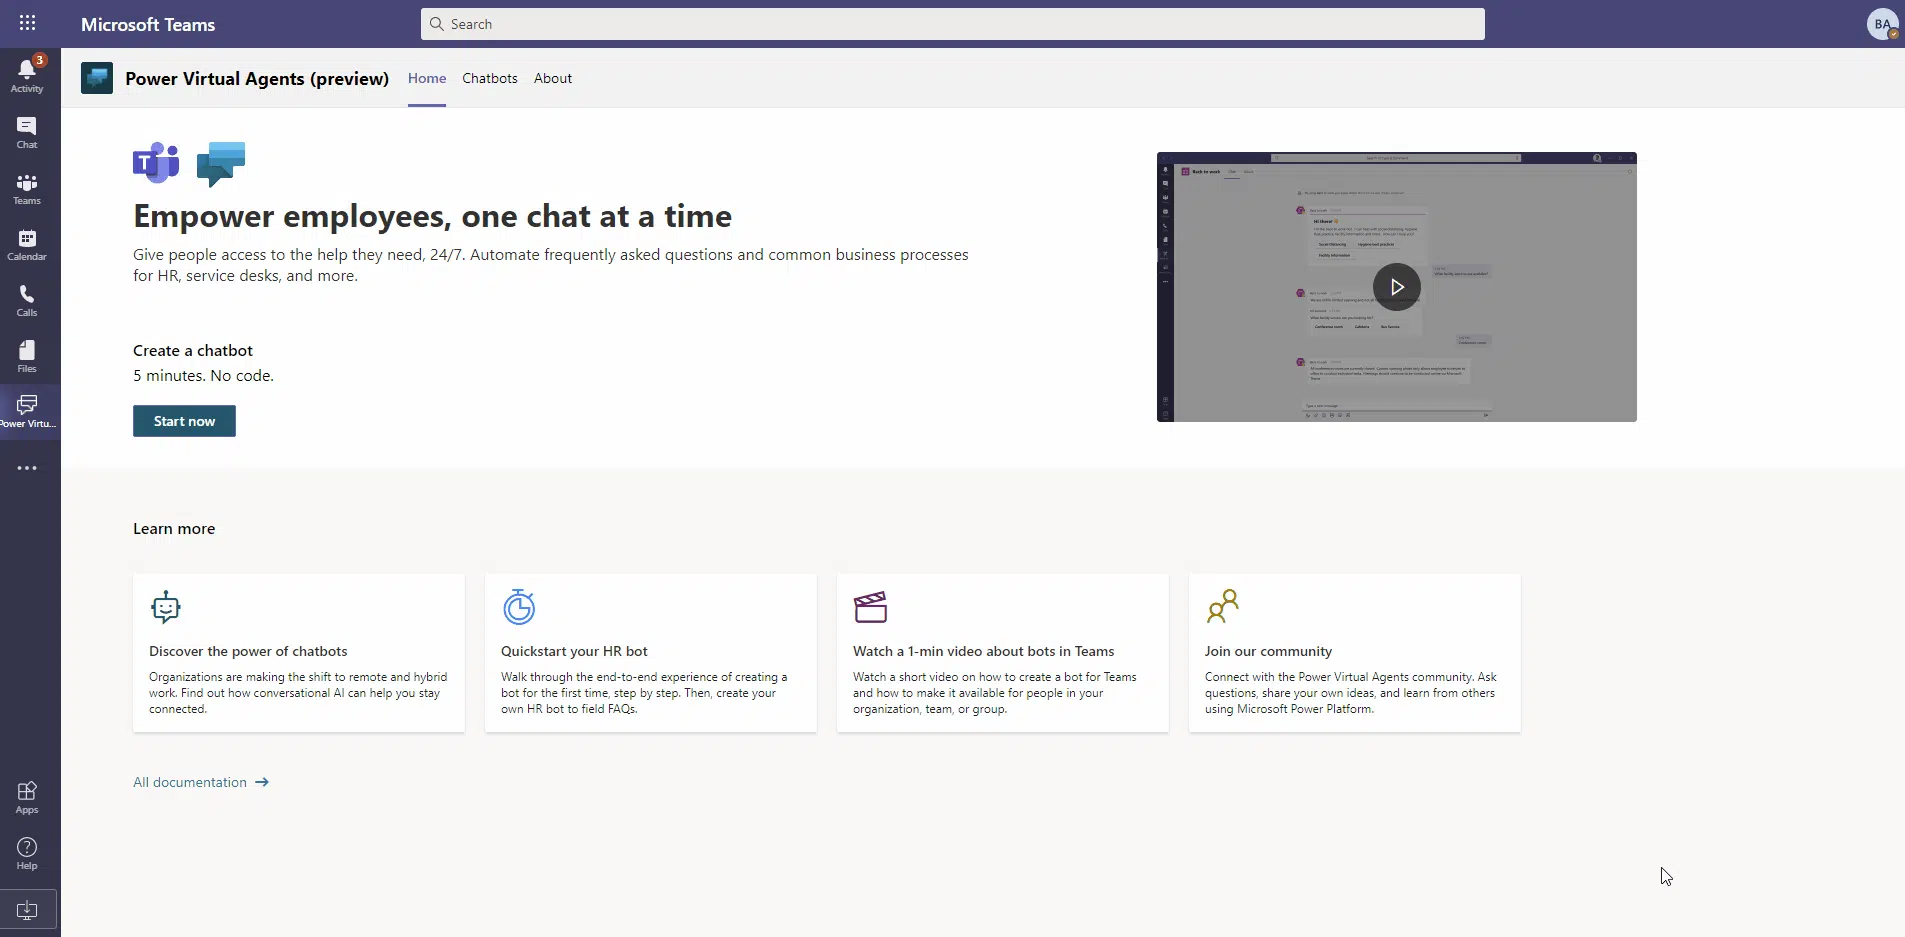 Microsoft Teams
Search
BA
3
Activity
Chat
Teams
Calendar
Calls
Files
Power Virtu...
Apps
Help
Power Virtual Agents (preview)
Home
Chatbots
About
T
Empower employees, one chat at a time
Give people access to the help they need, 24/7. Automate frequently asked questions and common business processes
for HR, service desks, and more.
Create a chatbot
5 minutes. No code.
Start now
Back to work
Hi there!
Learn more
Discover the power of chatbots
Organizations are making the shift to remote and hybrid
work. Find out how conversational AI can help you stay
connected.
Quickstart your HR bot
Walk through the end-to-end experience of creating a
bot for the first time, step by step. Then, create your
own HR bot to field FAQs.
Watch a 1-min video about bots in Teams
Watch a short video on how to create a bot for Teams
and how to make it available for people in your
organization, team, or group.
Join our community
Connect with the Power Virtual Agents community. Ask
questions, share your own ideas, and learn from others
using Microsoft Power Platform.
All documentation